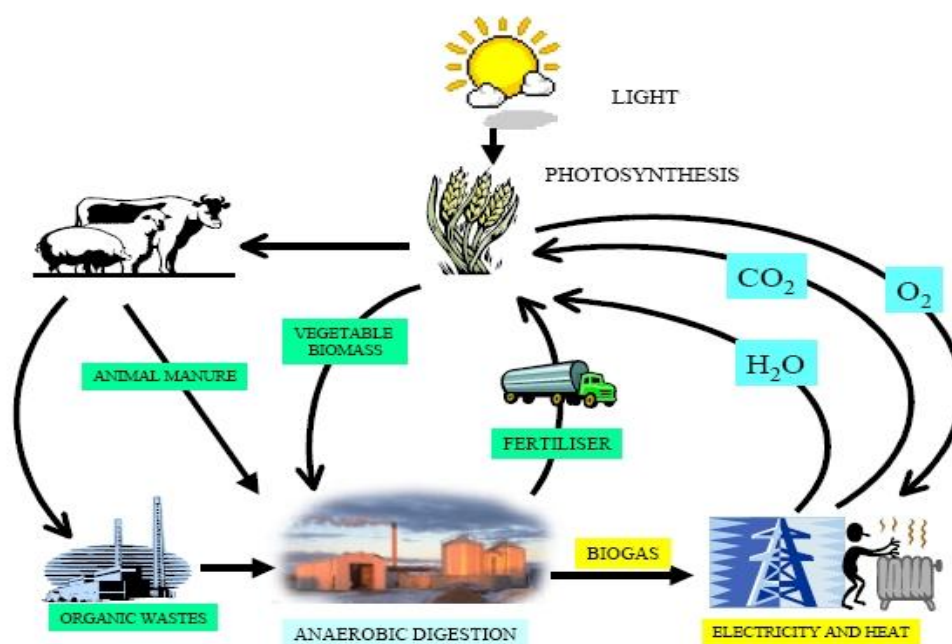 LIGHT
PHOTOSYNTHESIS
CO₂
O₂
VEGETABLE
BIOMASS
H₂O
ANIMAL MANURE
FERTILISER
BIOGAS
ORGANIC WASTES
ANAEROBIC DIGESTION
ELECTRICITY AND HEAT